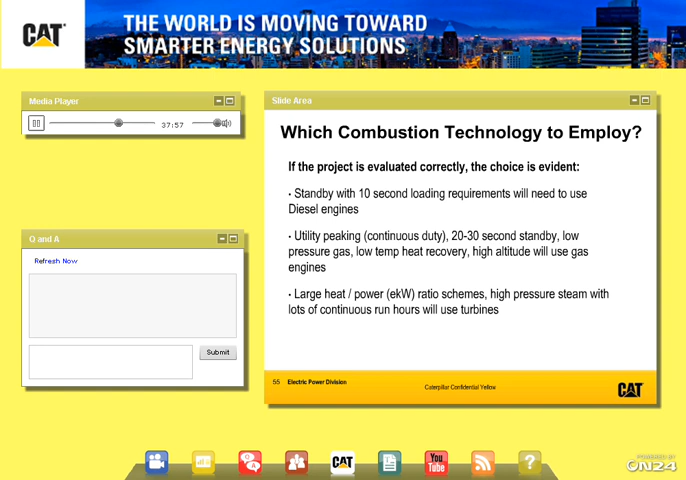 CAT
THE WORLD IS MOVING TOWARD
SMARTER ENERGY SOLUTIONS.
Media Player
37:57
Q and A
Refresh Now
Submit
Slide Area
Which Combustion Technology to Employ?
If the project is evaluated correctly, the choice is evident:
· Standby with 10 second loading requirements will need to use
Diesel engines
· Utility peaking (continuous duty), 20-30 second standby, low
pressure gas, low temp heat recovery, high altitude will use gas
engines
· Large heat / power (ekW) ratio schemes, high pressure steam with
lots of continuous run hours will use turbines
55 Electric Power Division
Caterpillar Confidential Yellow
CAT
Q
A
CAT
You
Tube
?
POWERED BY
ON24